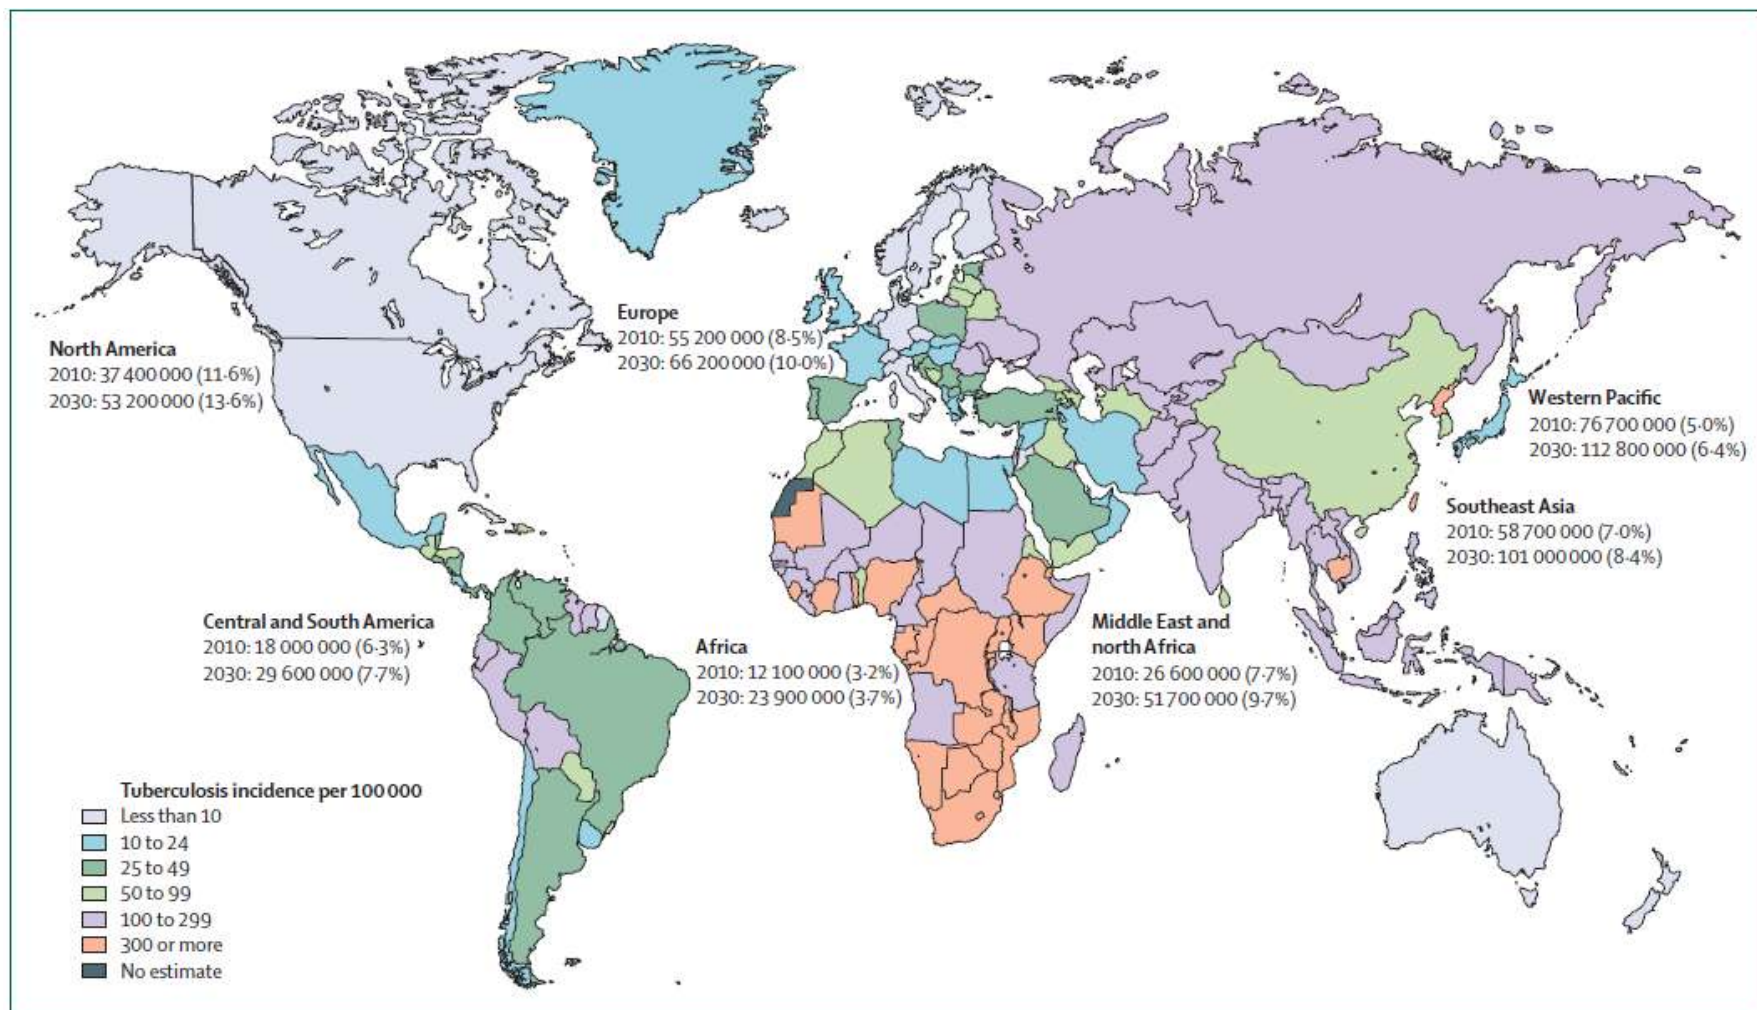 North America
2010: 37 400 000 (11·6%)
2030: 53 200 000 (13·6%)
Europe
2010: 55 200 000 (8·5%)
2030: 66 200 000 (10·0%)
Western Pacific
2010: 76 700 000 (5·0%)
2030: 112 800 000 (6·4%)
Southeast Asia
2010: 58 700 000 (7·0%)
2030: 101 000 000 (8·4%)
Central and South America
2010: 18 000 000 (6·3%)
2030: 29 600 000 (7·7%)
Africa
2010: 12 100 000 (3·2%)
2030: 23 900 000 (3·7%)
Middle East and
north Africa
2010: 26 600 000 (7·7%)
2030: 51 700 000 (9·7%)
Tuberculosis incidence per 100 000
Less than 10
10 to 24
25 to 49
50 to 99
100 to 299
300 or more
No estimate